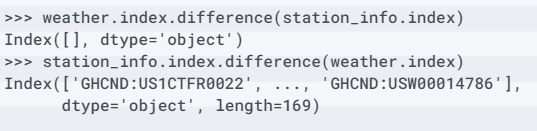 >>> weather.index.difference(station_info.index)
Index([], dtype='object')
>>> station_info.index.difference(weather.index)
Index(['GHCND:US1CTFR0022', ..., 'GHCND:USW00014786'],
      dtype='object', length=169)